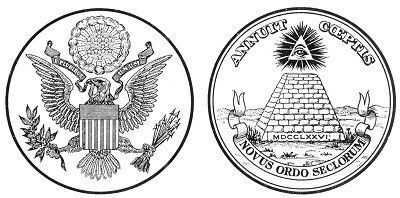 ANNUIT CŒPTIS
MDCCLXXVI
NOVUS ORDO SECLORUM